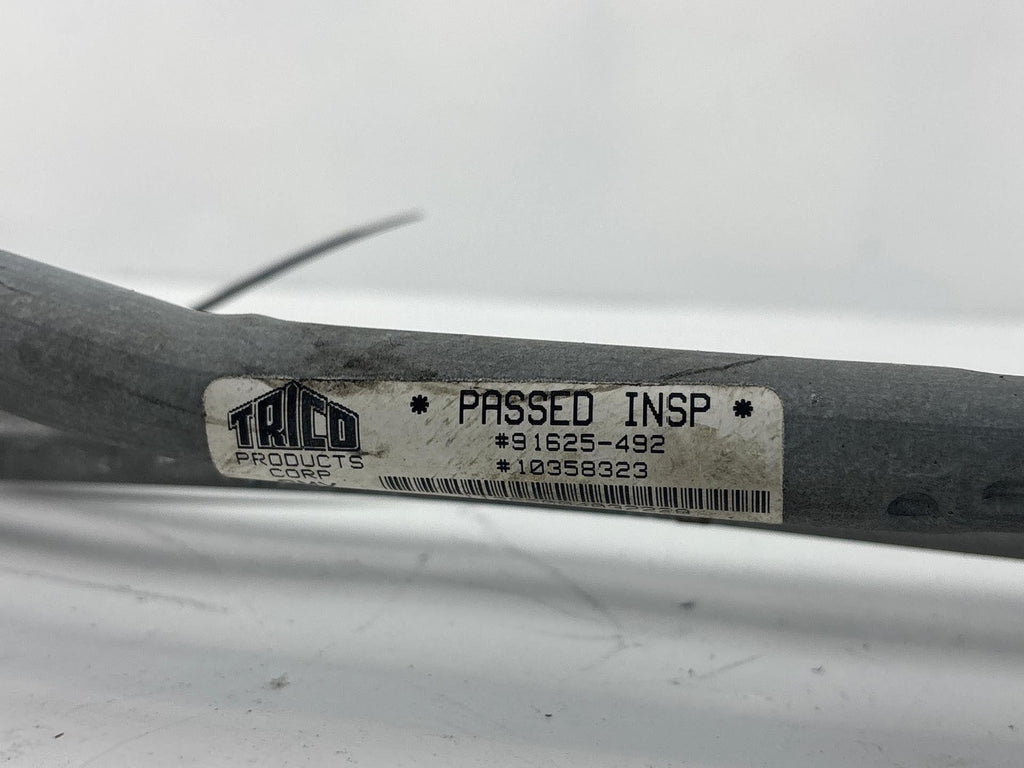 TRICO
PRODUCTS
CORP
* PASSED INSP *
#91625-492
#10358323